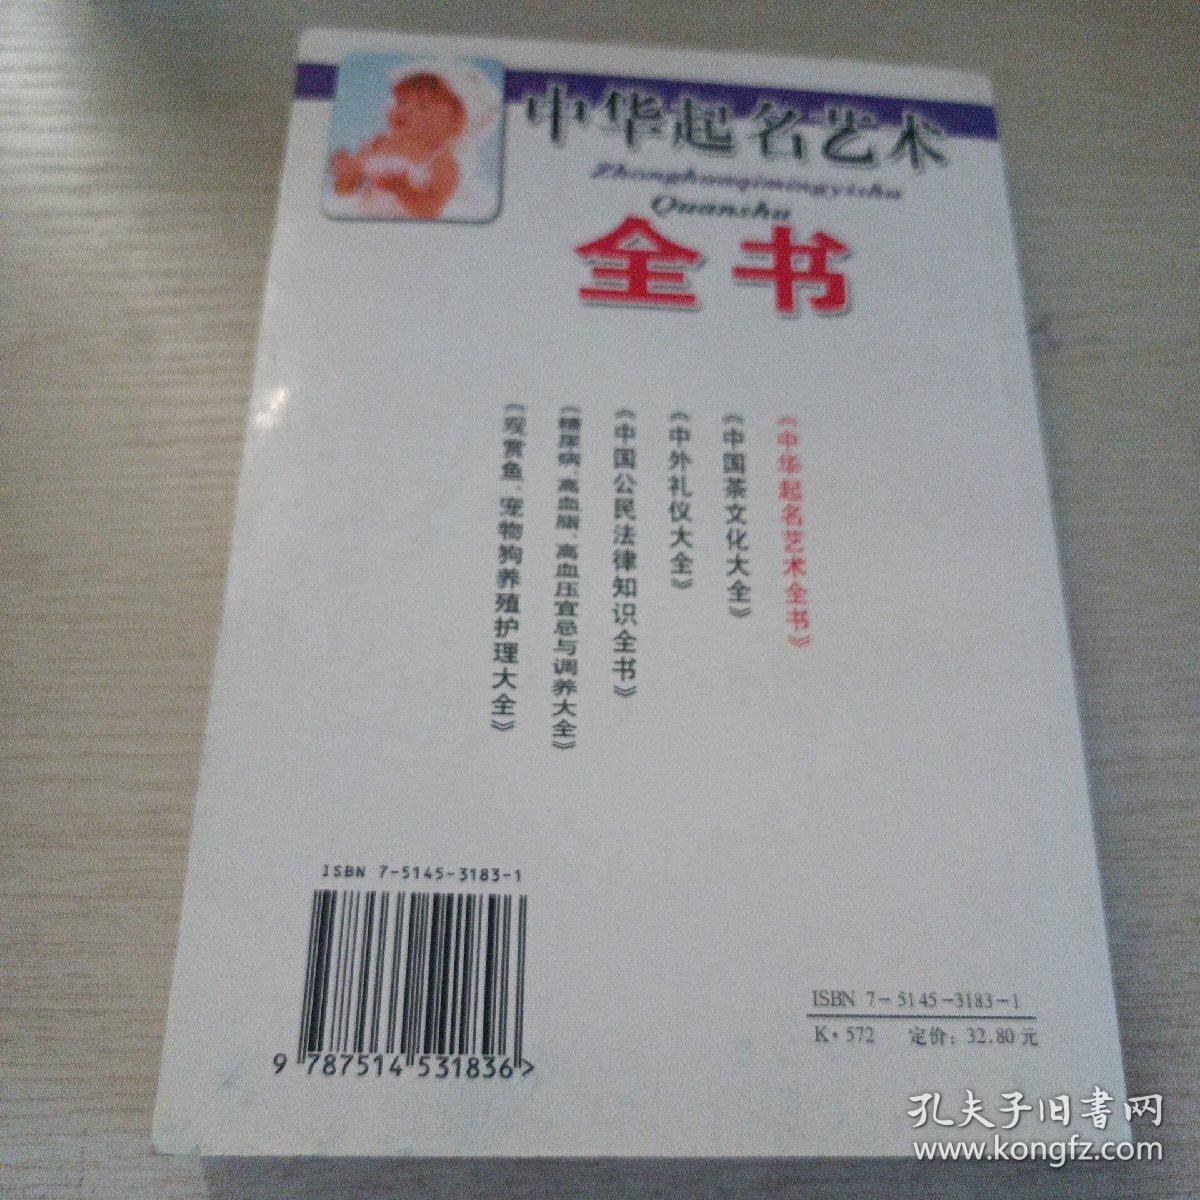 中华起名艺术
Zhonghuaqimingyishu
Quanshu
全书
《中华起名艺术全书》
《中国茶文化大全》
《中外礼仪大全》
《中国公民法律知识全书》
《糖尿病、高血脂、高血压宜忌与调养大全》
《观赏鱼、宠物狗养殖护理大全》
ISBN 7-5145-3183-1
9 787514 531836 >
ISBN 7-5145-3183-1
K·572 定价：32.80元
孔夫子旧書网
www.kongfz.com